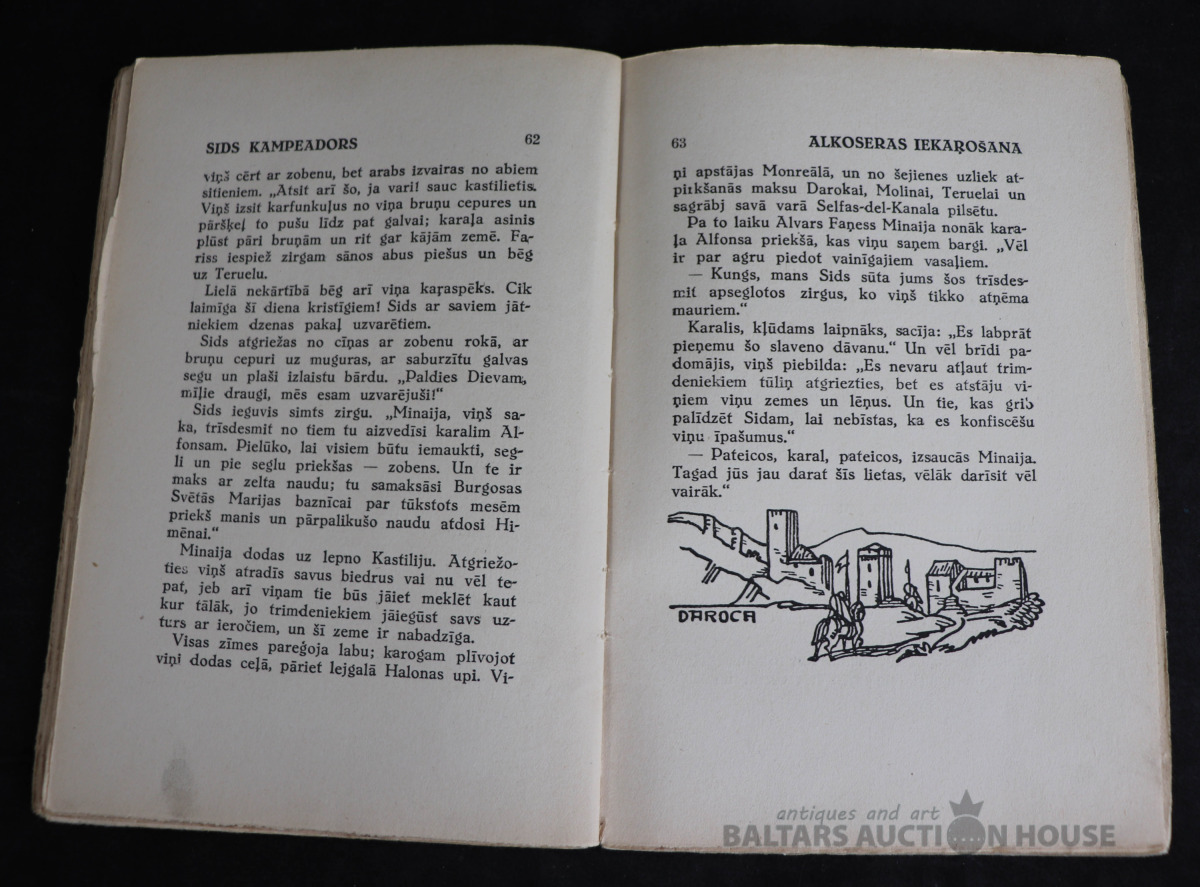 SIDS KAMPEADORS 62
viņš cērt ar zobenu, bet arabs izvairas no abiem
sitieniem. „Atsit arī šo, ja vari! sauc kastilietis.
Viņš izsit karfunkuļus no viņa bruņu cepures un
pāršķeļ to pušu līdz pat galvai; karaļa asinis
plūst pāri bruņām un rit gar kājām zemē. Fa-
riss iespiež zirgam sānos abus piešus un bēg
uz Teruelu.
Lielā nekārtībā bēg arī viņa kaŗaspēks. Cik
laimīga šī diena kristīgiem! Sids ar saviem jāt-
niekiem dzenas pakaļ uzvarētiem.
Sids atgriežas no cīņas ar zobenu rokā, ar
bruņu cepuri uz muguras, ar saburzītu galvas
segu un plaši izlaistu bārdu. „Paldies Dievam,
mīļie draugi, mēs esam uzvarējuši!“
Sids ieguvis simts zirgu. „Minaija, viņš sa-
ka, trīsdesmit no tiem tu aizvedīsi karalim Al-
fonsam. Pielūko, lai visiem būtu iemaukti, seg-
li un pie seglu priekšas — zobens. Un te ir
maks ar zelta naudu; tu samaksāsi Burgosas
Svētās Marijas baznīcai par tūkstots mesēm
priekš manis un pārpalikušo naudu atdosi Hi-
mēnai.“
Minaija dodas uz lepno Kastiliju. Atgriežo-
ties viņš atradīs savus biedrus vai nu vēl te-
pat, jeb arī viņam tie būs jāiet meklēt kaut
kur tālāk, jo trimdeniekiem jāiegūst savs uz-
turs ar ieročiem, un šī zeme ir nabadzīga.
Visas zīmes pareģoja labu; karogam plīvojot
viņi dodas ceļā, pāriet lejgalā Halonas upi. Vi-
63 ALKOSERAS IEKAŖOŠANA
ņi apstājas Monreālā, un no šejienes uzliek at-
pirkšanās maksu Darokai, Molinai, Teruelai un
sagrābj savā varā Selfas-del-Kanala pilsētu.
Pa to laiku Alvars Faņess Minaija nonāk kara-
ļa Alfonsa priekšā, kas viņu saņem bargi. „Vēl
ir par agru piedot vainīgajiem vasaļiem.
— Kungs, mans Sids sūta jums šos trīsdes-
mit apseglotos zirgus, ko viņš tikko atņēma
mauriem.“
Karalis, kļūdams laipnāks, sacīja: „Es labprāt
pieņemu šo slaveno dāvanu.“ Un vēl brīdi pa-
domājis, viņš piebilda: „Es nevaru atļaut trim-
deniekiem tūliņ atgriezties, bet es atstāju vi-
ņiem viņu zemes un lēņus. Un tie, kas grib
palīdzēt Sidam, lai nebīstas, ka es konfiscēšu
viņu īpašumus.“
— Pateicos, karal, pateicos, izsaucās Minaija.
Tagad jūs jau darat šīs lietas, vēlāk darīsit vēl
vairāk.“
DAROCA
antiques and art
BALTARS AUCTION HOUSE